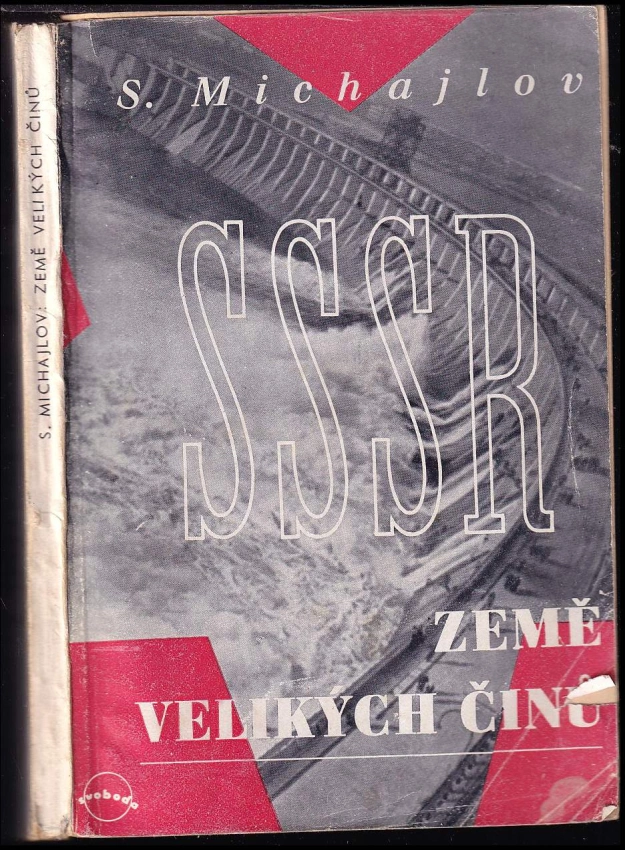 S. MICHAJLOV: ZEMĚ VELIKÝCH ČINŮ
S. Michajlov
SSSR
ZEMĚ
VELIKÝCH ČINŮ
svoboda